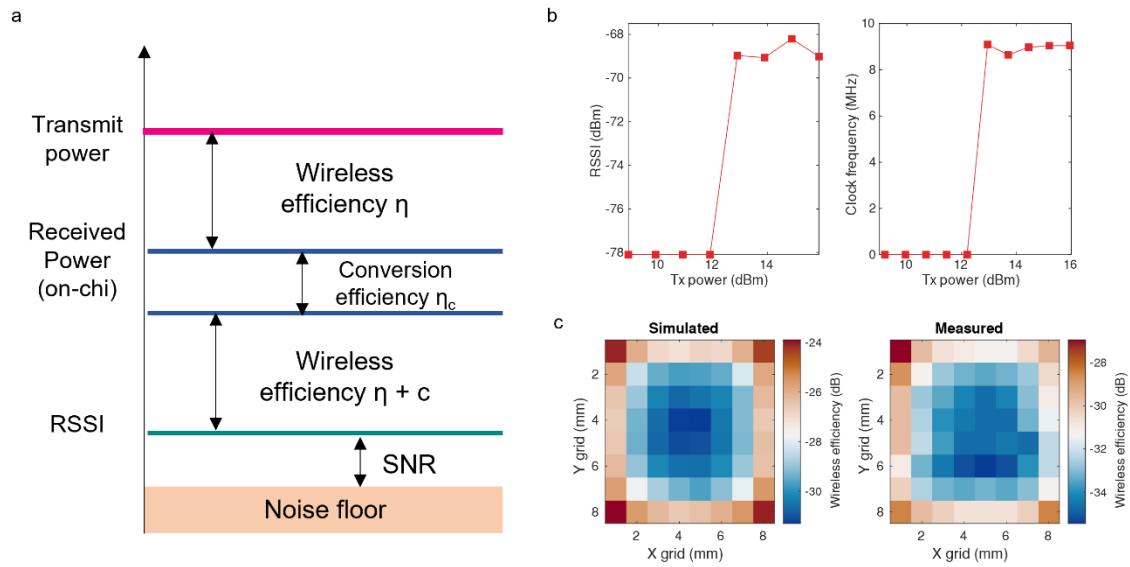 a
Transmit
power
Wireless
efficiency η
Received
Power
(on-chi)
Conversion
efficiency ηc
Wireless
efficiency η + c
RSSI
SNR
Noise floor
b
-68
-70
-72
-74
-76
-78
RSSI (dBm)
10 12 14
Tx power (dBm)
10
8
6
4
2
0
Clock frequency (MHz)
10 12 14 16
Tx power (dBm)
c
Simulated
2
4
6
8
Y grid (mm)
2 4 6 8
X grid (mm)
-24
-26
-28
-30
Wireless efficiency (dB)
Measured
2
4
6
8
Y grid (mm)
2 4 6 8
X grid (mm)
-28
-30
-32
-34
Wireless efficiency (dB)